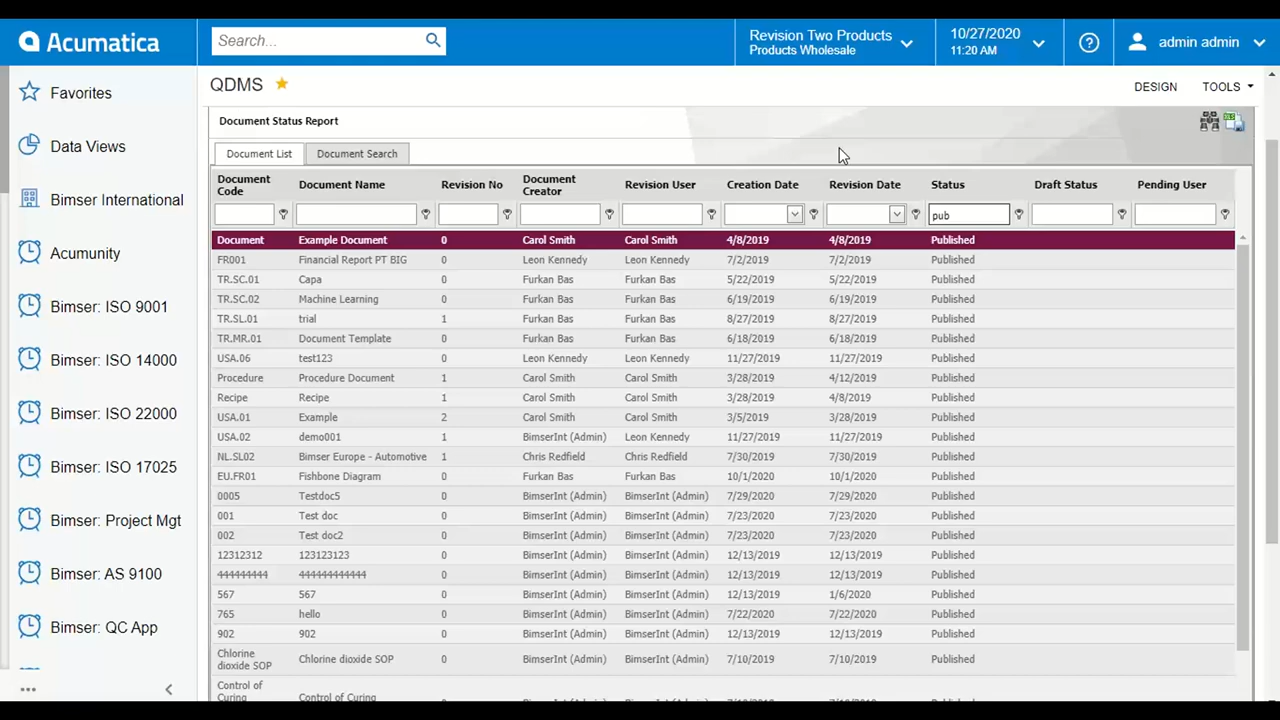 Acumatica
Search...
Revision Two Products
Products Wholesale
10/27/2020
11:20 AM
admin admin
Favorites
Data Views
Bimser International
Acumunity
Bimser: ISO 9001
Bimser: ISO 14000
Bimser: ISO 22000
Bimser: ISO 17025
Bimser: Project Mgt
Bimser: AS 9100
Bimser: QC App
QDMS
DESIGN
TOOLS
Document Status Report
Document List Document Search
Document Code Document Name Revision No Document Creator Revision User Creation Date Revision Date Status Draft Status Pending User
pub
Document Example Document 0 Carol Smith Carol Smith 4/8/2019 4/8/2019 Published
FR001 Financial Report PT BIG 0 Leon Kennedy Leon Kennedy 7/2/2019 7/2/2019 Published
TR.SC.01 Capa 0 Furkan Bas Furkan Bas 5/22/2019 5/22/2019 Published
TR.SC.02 Machine Learning 0 Furkan Bas Furkan Bas 6/19/2019 6/19/2019 Published
TR.SL.01 trial 1 Furkan Bas Furkan Bas 8/27/2019 8/27/2019 Published
TR.MR.01 Document Template 0 Furkan Bas Furkan Bas 6/18/2019 6/18/2019 Published
USA.06 test123 0 Leon Kennedy Leon Kennedy 11/27/2019 11/27/2019 Published
Procedure Procedure Document 1 Carol Smith Carol Smith 3/28/2019 4/12/2019 Published
Recipe Recipe 1 Carol Smith Carol Smith 3/28/2019 4/8/2019 Published
USA.01 Example 2 Carol Smith Carol Smith 3/5/2019 3/28/2019 Published
USA.02 demo001 1 BimserInt (Admin) Leon Kennedy 11/27/2019 11/27/2019 Published
NL.SL02 Bimser Europe - Automotive 1 Chris Redfield Chris Redfield 7/30/2019 7/30/2019 Published
EU.FR01 Fishbone Diagram 0 Furkan Bas Furkan Bas 10/1/2020 10/1/2020 Published
0005 Testdoc5 0 BimserInt (Admin) BimserInt (Admin) 7/29/2020 7/29/2020 Published
001 Test doc 0 BimserInt (Admin) BimserInt (Admin) 7/23/2020 7/23/2020 Published
002 Test doc2 0 BimserInt (Admin) BimserInt (Admin) 7/23/2020 7/23/2020 Published
12312312 123123123 0 BimserInt (Admin) BimserInt (Admin) 12/13/2019 12/13/2019 Published
444444444 444444444444 0 BimserInt (Admin) BimserInt (Admin) 12/13/2019 12/13/2019 Published
567 567 0 BimserInt (Admin) BimserInt (Admin) 12/13/2019 1/6/2020 Published
765 hello 0 BimserInt (Admin) BimserInt (Admin) 7/22/2020 7/22/2020 Published
902 902 0 BimserInt (Admin) BimserInt (Admin) 12/13/2019 12/13/2019 Published
Chlorine dioxide SOP Chlorine dioxide SOP 0 BimserInt (Admin) BimserInt (Admin) 7/10/2019 7/10/2019 Published
Control of Curing Control of Curing